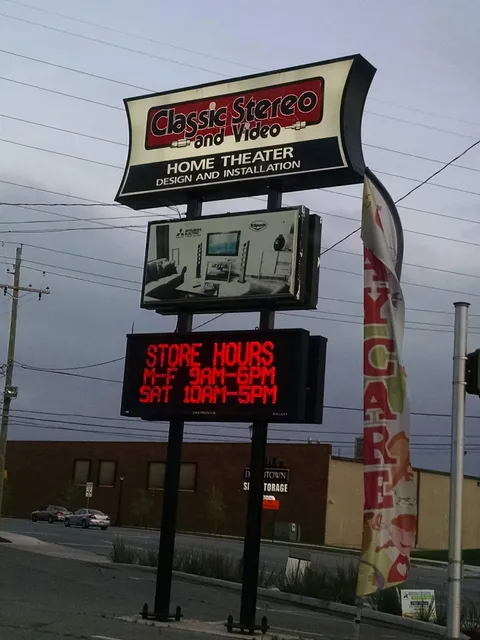 Classic Stereo
and Video
HOME THEATER
DESIGN AND INSTALLATION
STORE HOURS
M-F 9AM-6PM
SAT 10AM-5PM
STORAGE